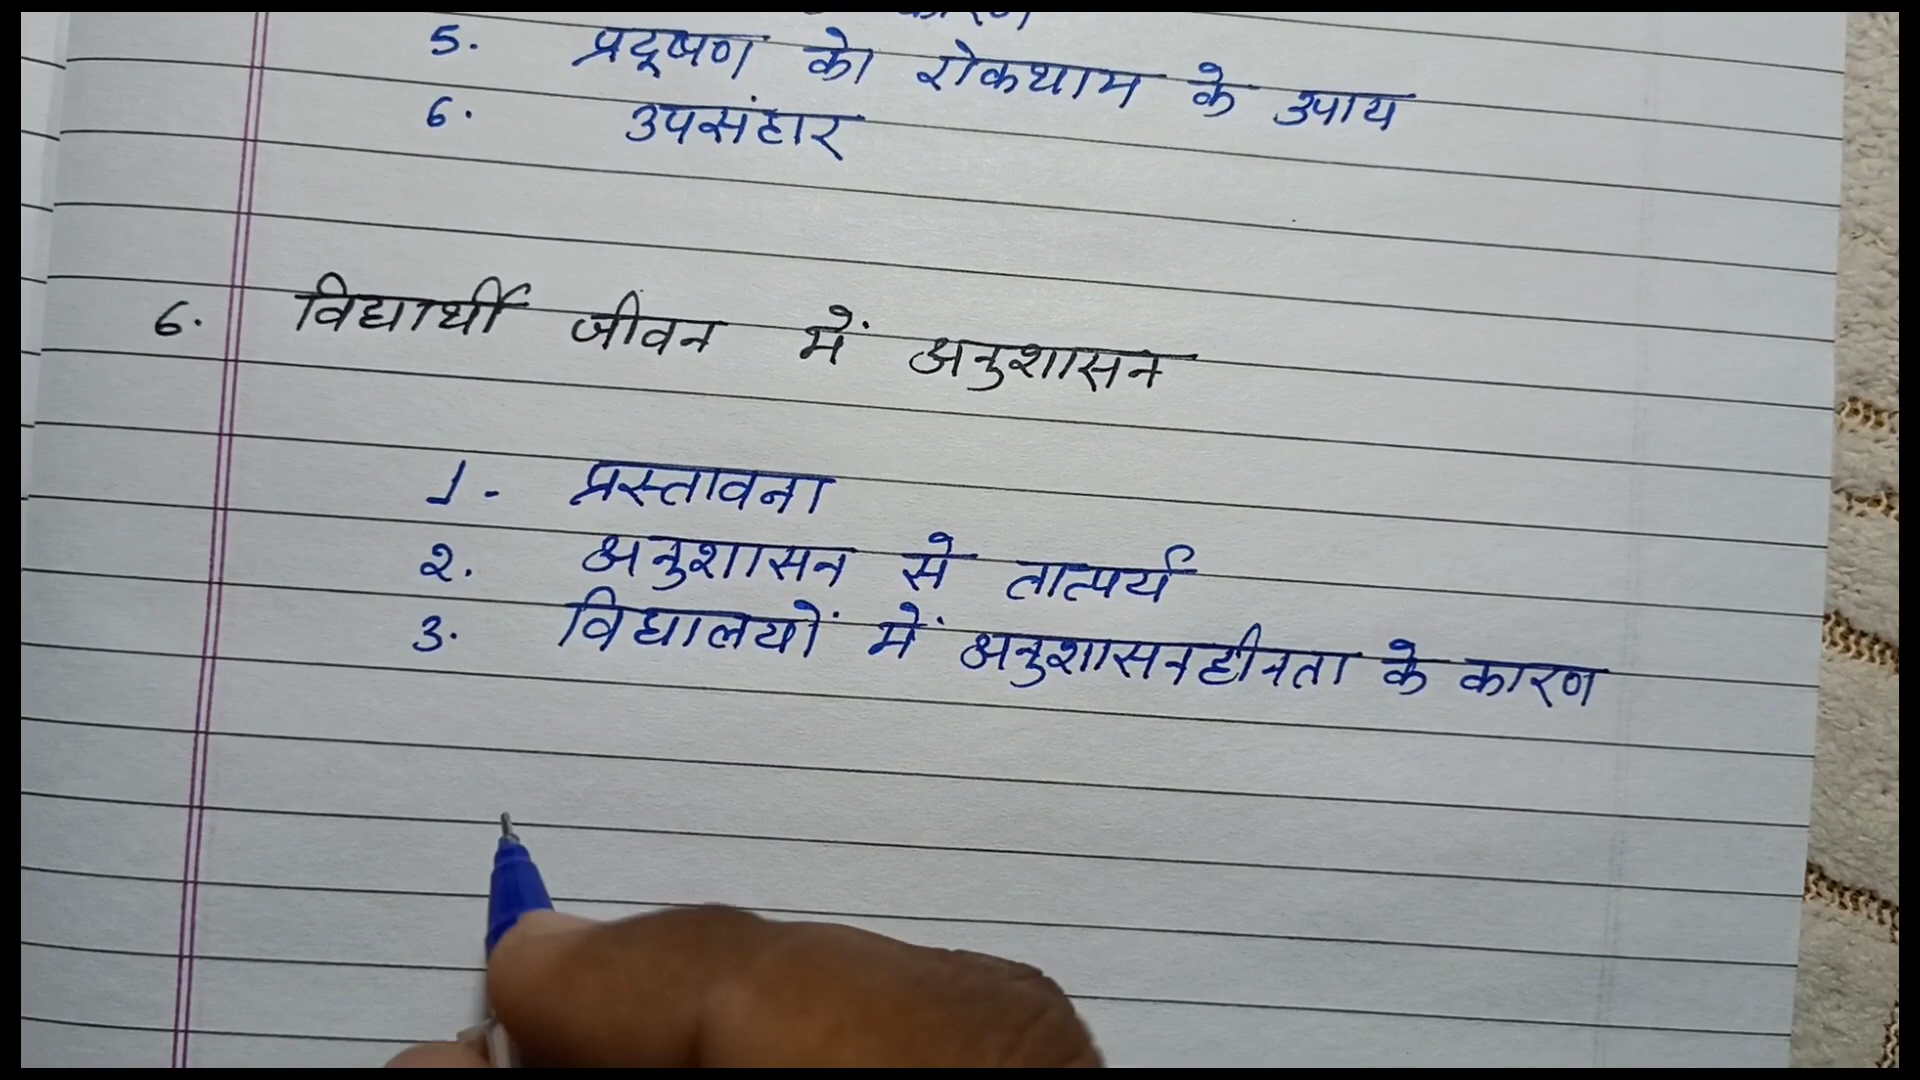 कारण
5. प्रदूषण को रोकथाम के उपाय
6. उपसंहार
6. विद्यार्थी जीवन में अनुशासन
1. प्रस्तावना
2. अनुशासन से तात्पर्य
3. विद्यालयों में अनुशासनहीनता के कारण